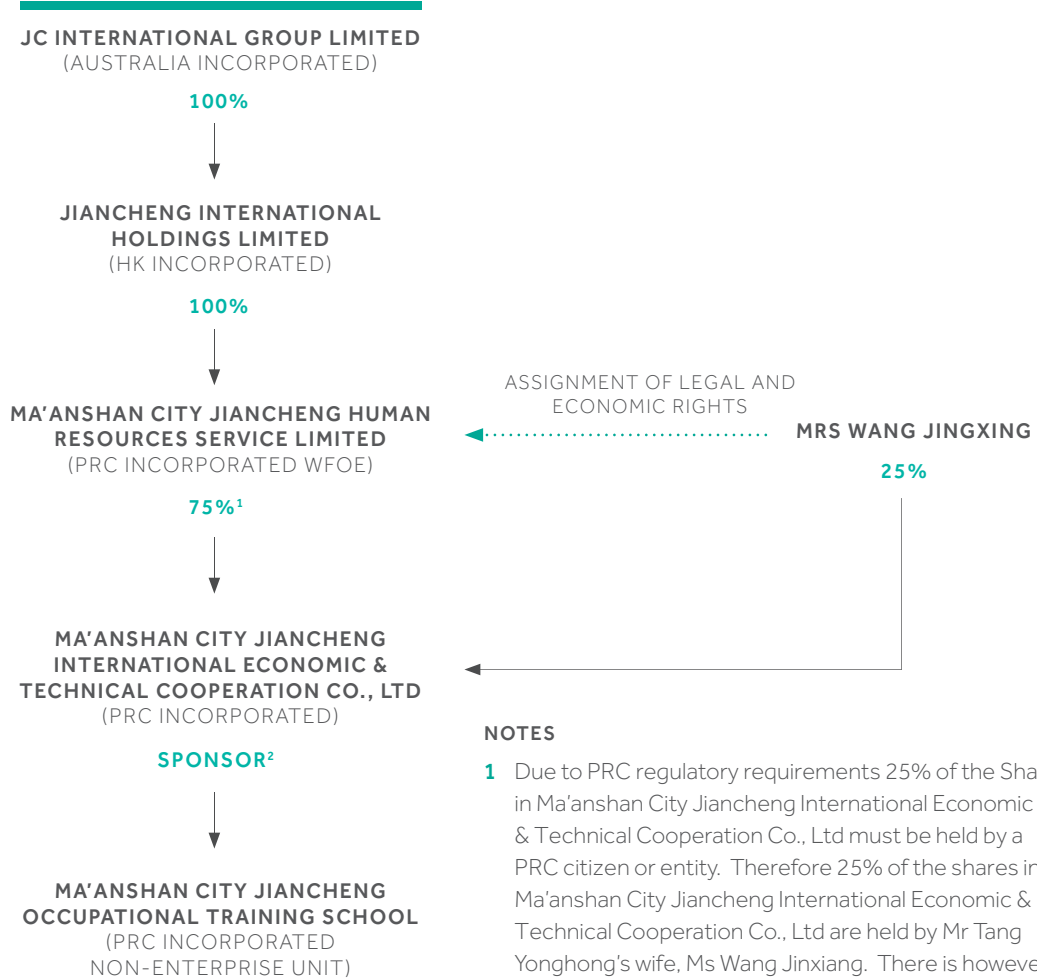 JC INTERNATIONAL GROUP LIMITED
(AUSTRALIA INCORPORATED)
100%
JIANCHENG INTERNATIONAL
HOLDINGS LIMITED
(HK INCORPORATED)
100%
MA'ANSHAN CITY JIANCHENG HUMAN
RESOURCES SERVICE LIMITED
(PRC INCORPORATED WFOE)
75%¹
ASSIGNMENT OF LEGAL AND
ECONOMIC RIGHTS
MRS WANG JINGXING
25%
MA'ANSHAN CITY JIANCHENG
INTERNATIONAL ECONOMIC &
TECHNICAL COOPERATION CO., LTD
(PRC INCORPORATED)
SPONSOR²
MA'ANSHAN CITY JIANCHENG
OCCUPATIONAL TRAINING SCHOOL
(PRC INCORPORATED
NON-ENTERPRISE UNIT)
NOTES
1 Due to PRC regulatory requirements 25% of the Sha
in Ma'anshan City Jiancheng International Economic
& Technical Cooperation Co., Ltd must be held by a
PRC citizen or entity. Therefore 25% of the shares in
Ma'anshan City Jiancheng International Economic &
Technical Cooperation Co., Ltd are held by Mr Tang
Yonghong's wife, Ms Wang Jinxiang. There is howeve